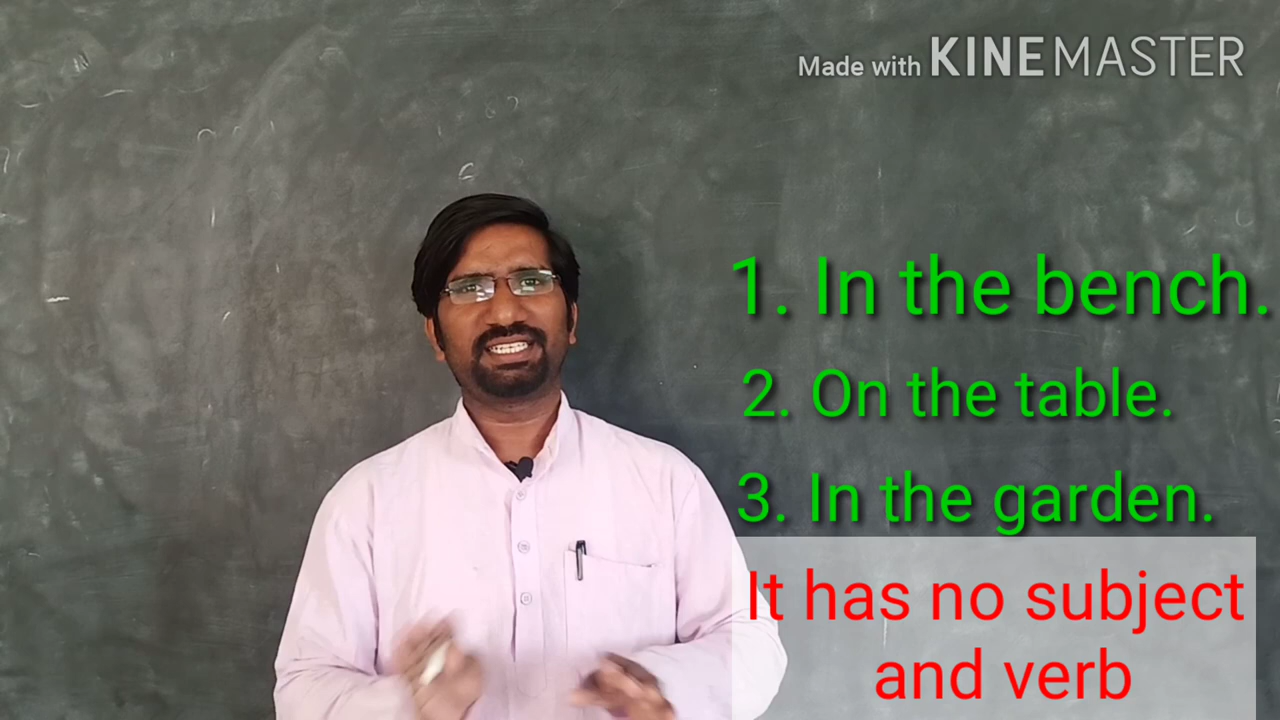 Made with KINEMASTER
1. In the bench.
2. On the table.
3. In the garden.
It has no subject
and verb